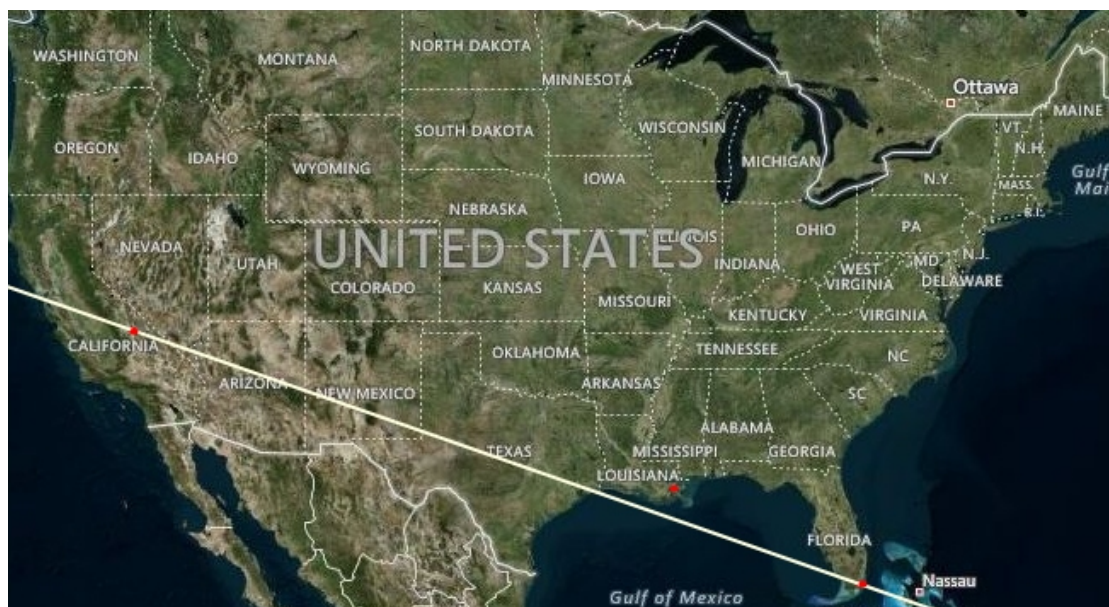 WASHINGTON
MONTANA
NORTH DAKOTA
MINNESOTA
Ottawa
MAINE
OREGON
IDAHO
WYOMING
SOUTH DAKOTA
WISCONSIN
MICHIGAN
VT.
N.H.
N.Y.
MASS.
R.I.
Gulf
Mai
IOWA
NEBRASKA
NEVADA
UTAH
COLORADO
UNITED STATES
KANSAS
ILLINOIS
INDIANA
OHIO
PA
N.J.
MD
DELAWARE
WEST
VIRGINIA
MISSOURI
KENTUCKY
VIRGINIA
CALIFORNIA
ARIZONA
NEW MEXICO
OKLAHOMA
ARKANSAS
TENNESSEE
NC
SC
TEXAS
LOUISIANA
MISSISSIPPI
ALABAMA
GEORGIA
FLORIDA
Gulf of Mexico
Nassau